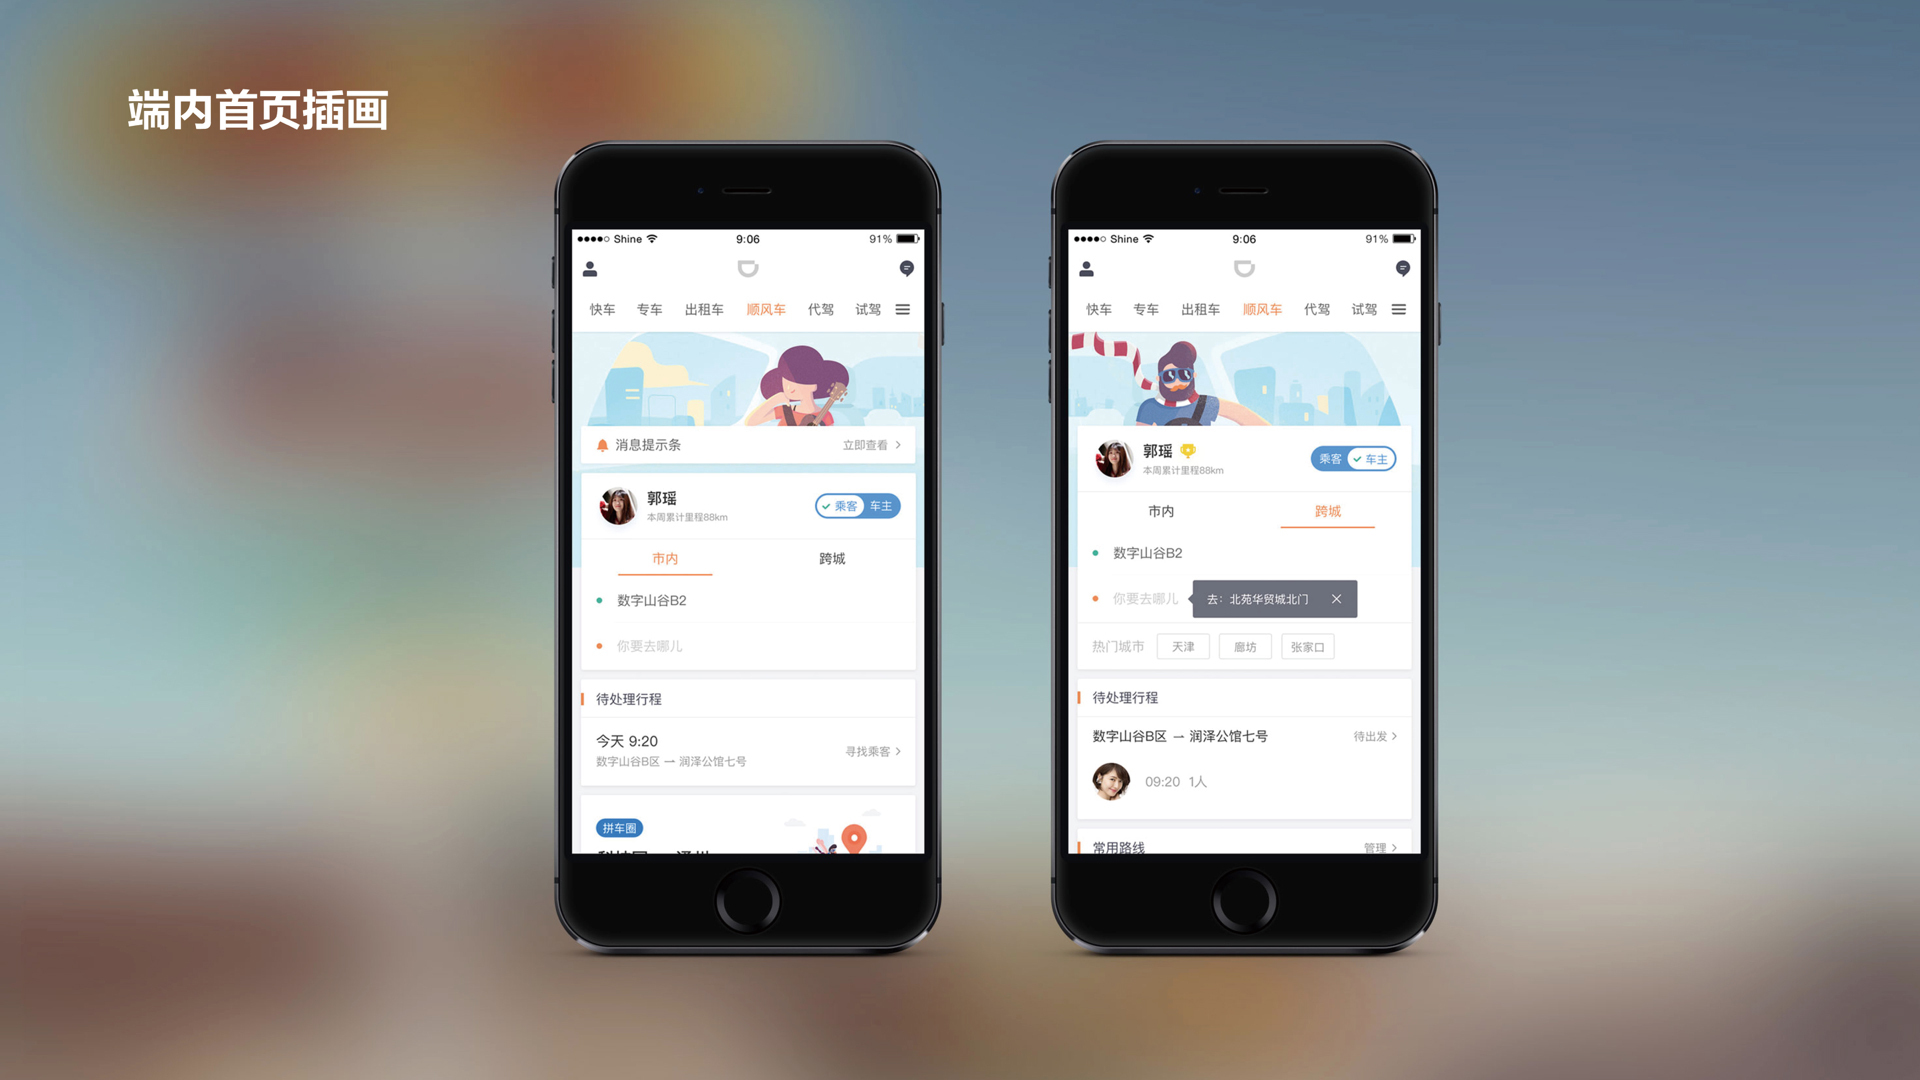 端内首页插画
Shine 9:06 91%
快车 专车 出租车 顺风车 代驾 试驾
消息提示条 立即查看
郭瑶
本周累计里程88km
乘客 车主
市内 跨城
数字山谷B2
你要去哪儿
待处理行程
今天 9:20
数字山谷B区 → 润泽公馆七号
寻找乘客
拼车圈
Shine 9:06 91%
快车 专车 出租车 顺风车 代驾 试驾
郭瑶
本周累计里程88km
乘客 车主
市内 跨城
数字山谷B2
你要去哪儿 去：北苑华贸城北门
热门城市 天津 廊坊 张家口
待处理行程
数字山谷B区 → 润泽公馆七号 待出发
09:20 1人
常用路线 管理